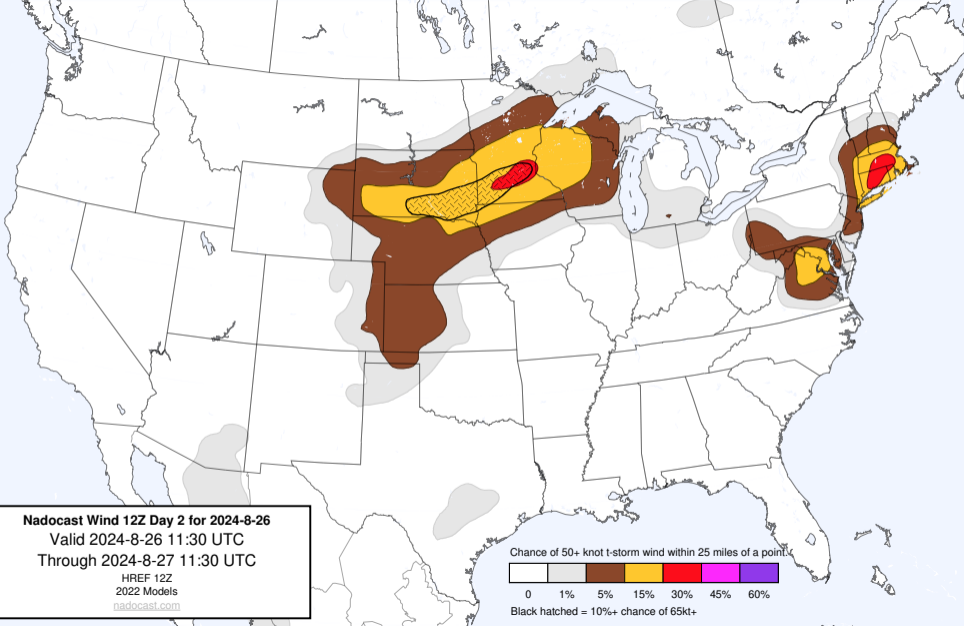 Nadocast Wind 12Z Day 2 for 2024-8-26
Valid 2024-8-26 11:30 UTC
Through 2024-8-27 11:30 UTC
HREF 12Z
2022 Models
nadocast.com
Chance of 50+ knot t-storm wind within 25 miles of a point.
0 1% 5% 15% 30% 45% 60%
Black hatched = 10%+ chance of 65kt+